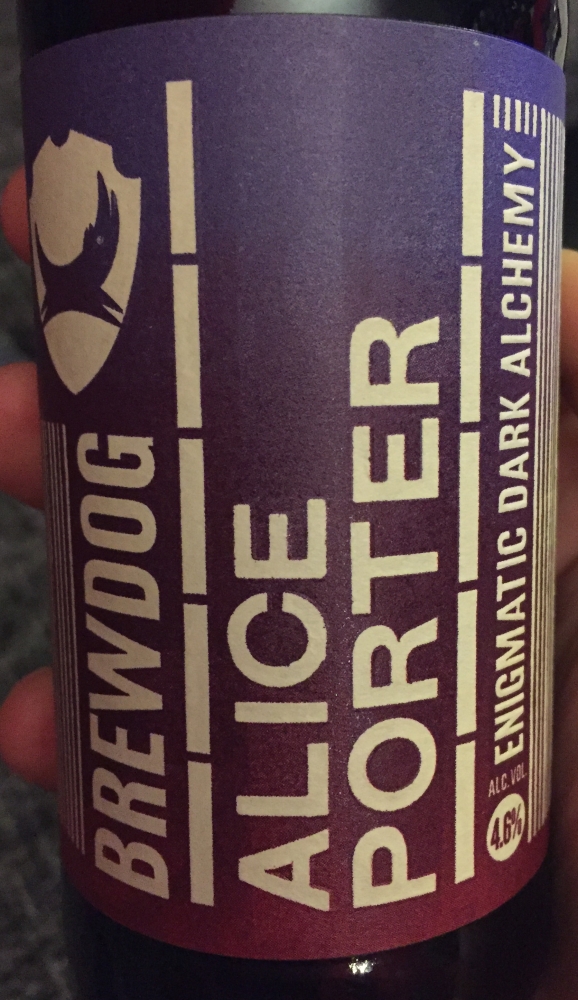 BREWDOG
ALICE
PORTER
ALC. VOL.
4.6%
ENIGMATIC DARK ALCHEMY